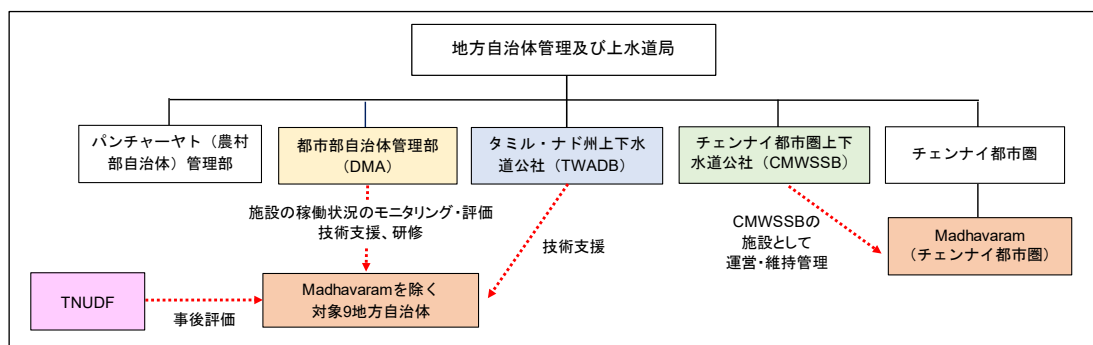 地方自治体管理及び上水道局
パンチャーヤト（農村
部自治体）管理部
都市部自治体管理部
（DMA）
タミル・ナド州上下水
道公社（TWADB）
チェンナイ都市圏上下
水道公社（CMWSSB）
チェンナイ都市圏
施設の稼働状況のモニタリング・評価
技術支援、研修
技術支援
CMWSSBの
施設として
運営・維持管理
Madhavaram
（チェンナイ都市圏）
TNUDF
事後評価
Madhavaramを除く
対象9地方自治体